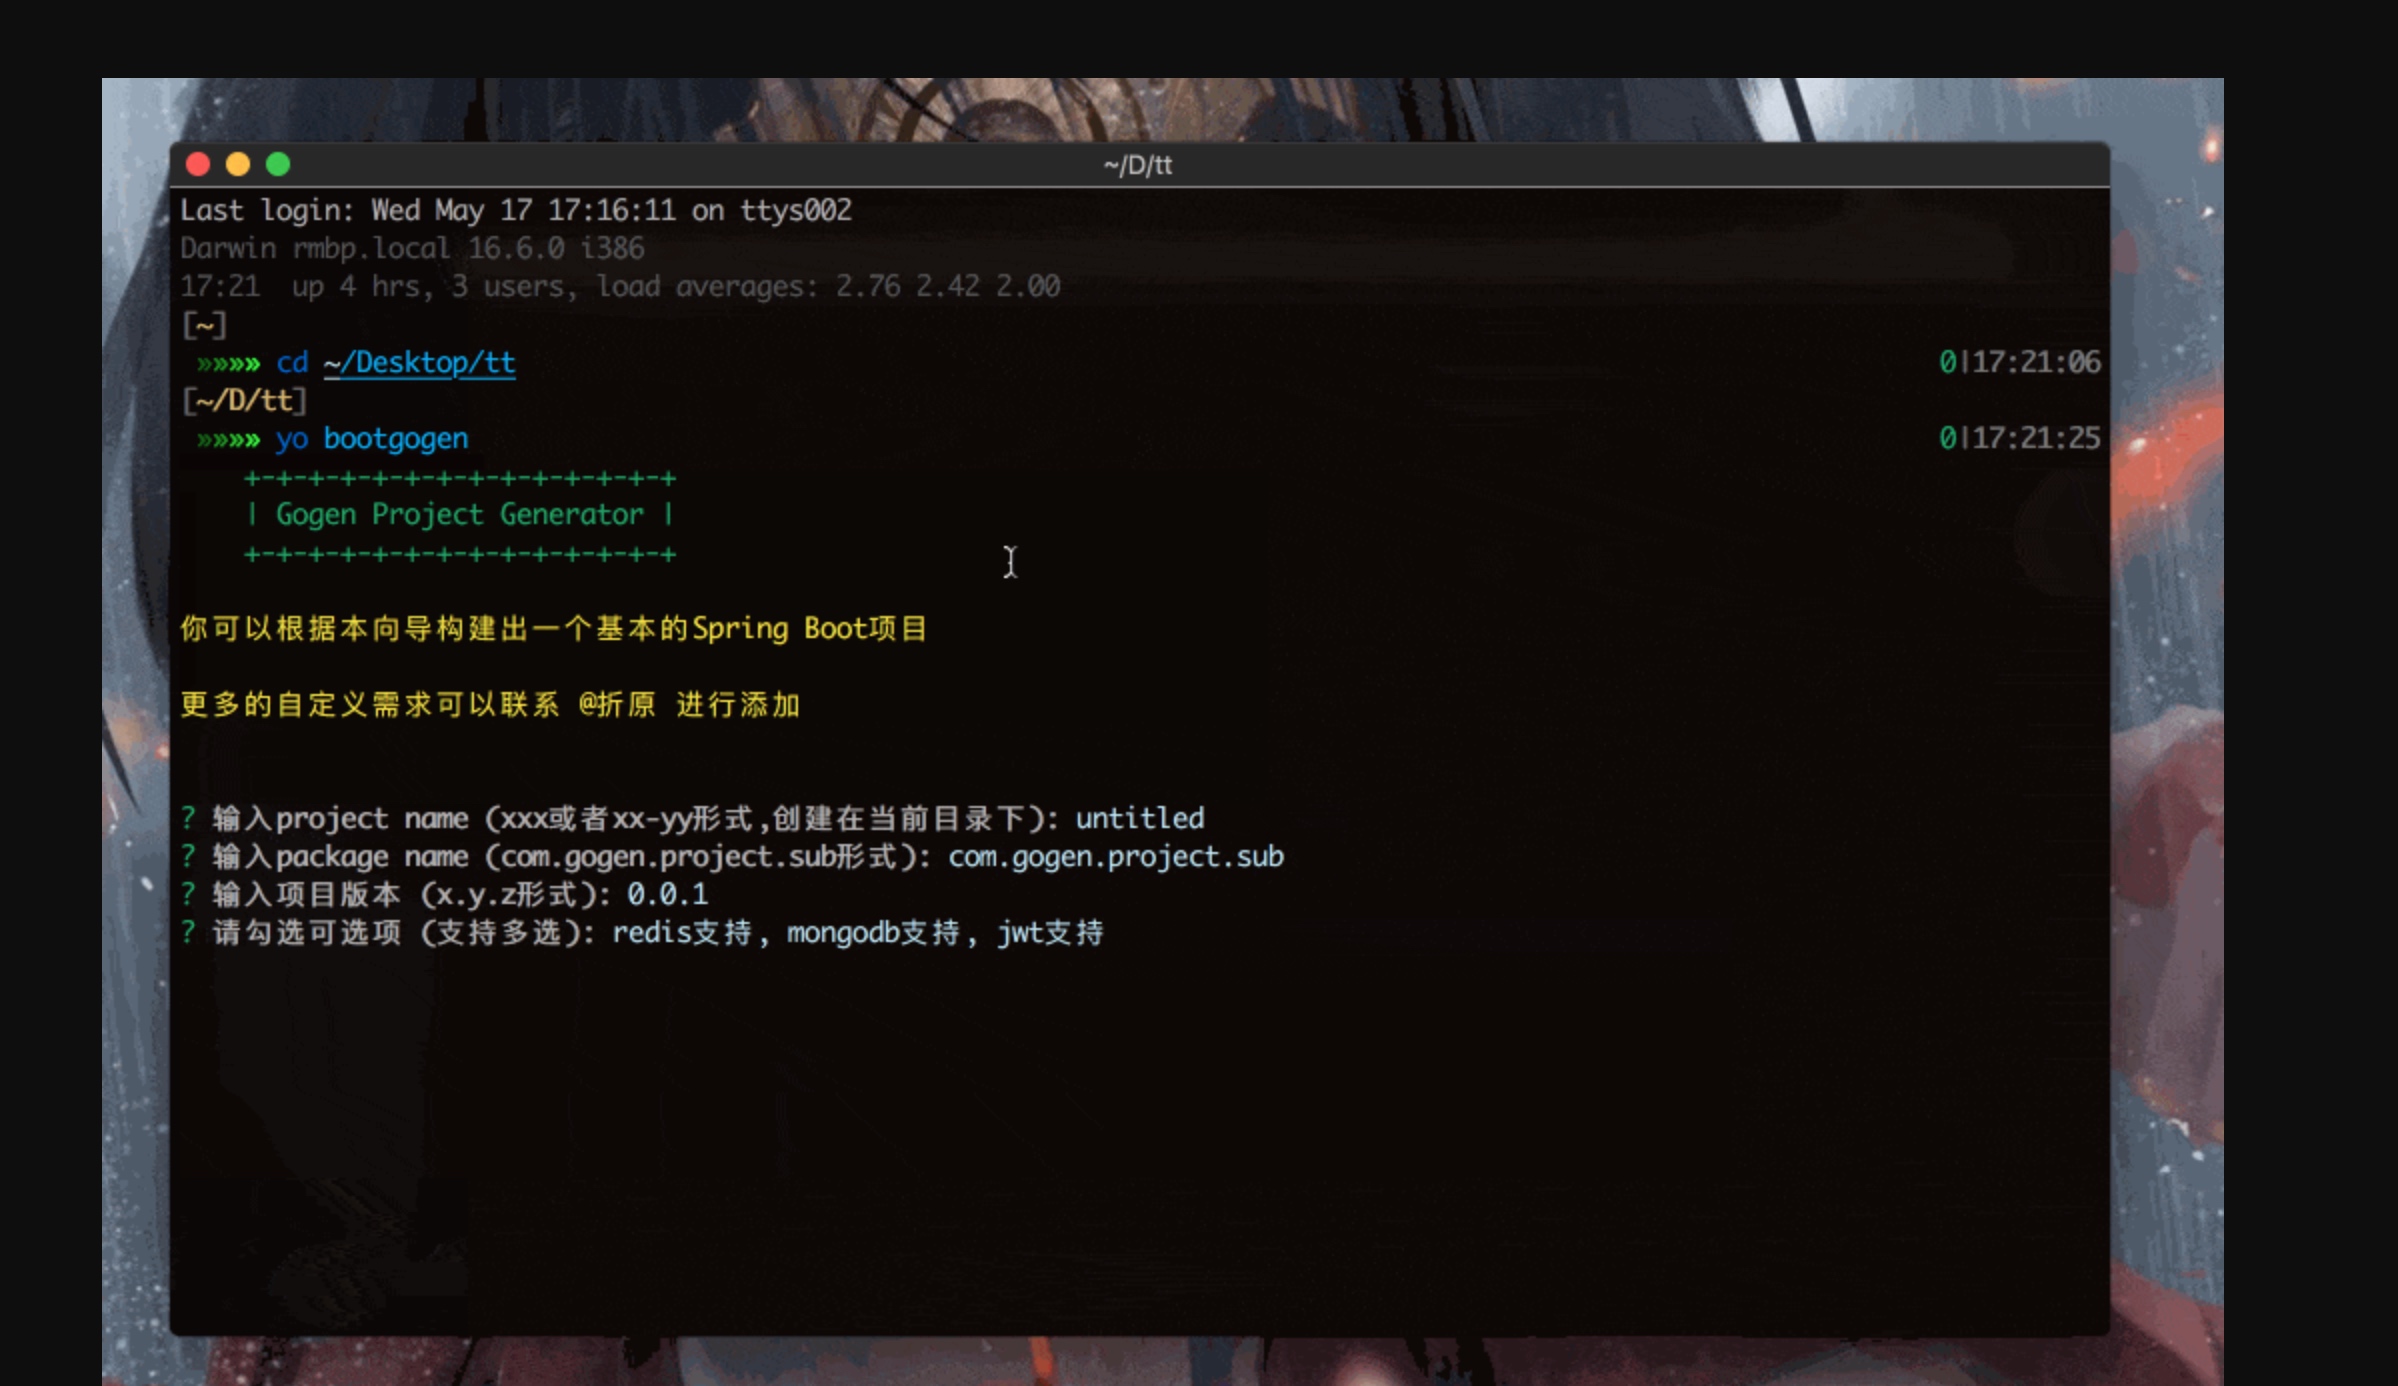 ~/D/tt
Last login: Wed May 17 17:16:11 on ttys002
Darwin rmbp.local 16.6.0 i386
17:21  up 4 hrs, 3 users, load averages: 2.76 2.42 2.00
[~]
»»»» cd ~/Desktop/tt 0|17:21:06
[~/D/tt]
»»»» yo bootgogen 0|17:21:25
+-+-+-+-+-+-+-+-+-+-+-+-+-+
| Gogen Project Generator |
+-+-+-+-+-+-+-+-+-+-+-+-+-+
你可以根据本向导构建出一个基本的Spring Boot项目
更多的自定义需求可以联系 @折原 进行添加
? 输入project name (xxx或者xx-yy形式,创建在当前目录下): untitled
? 输入package name (com.gogen.project.sub形式): com.gogen.project.sub
? 输入项目版本 (x.y.z形式): 0.0.1
? 请勾选可选项 (支持多选): redis支持, mongodb支持, jwt支持